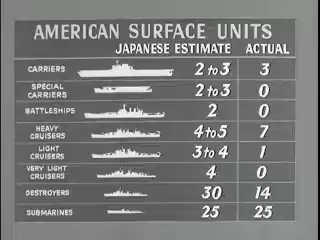 AMERICAN SURFACE UNITS
JAPANESE ESTIMATE ACTUAL
CARRIERS 2 to 3 3
SPECIAL CARRIERS 2 to 3 0
BATTLESHIPS 2 0
HEAVY CRUISERS 4 to 5 7
LIGHT CRUISERS 3 to 4 1
VERY LIGHT CRUISERS 4 0
DESTROYERS 30 14
SUBMARINES 25 25